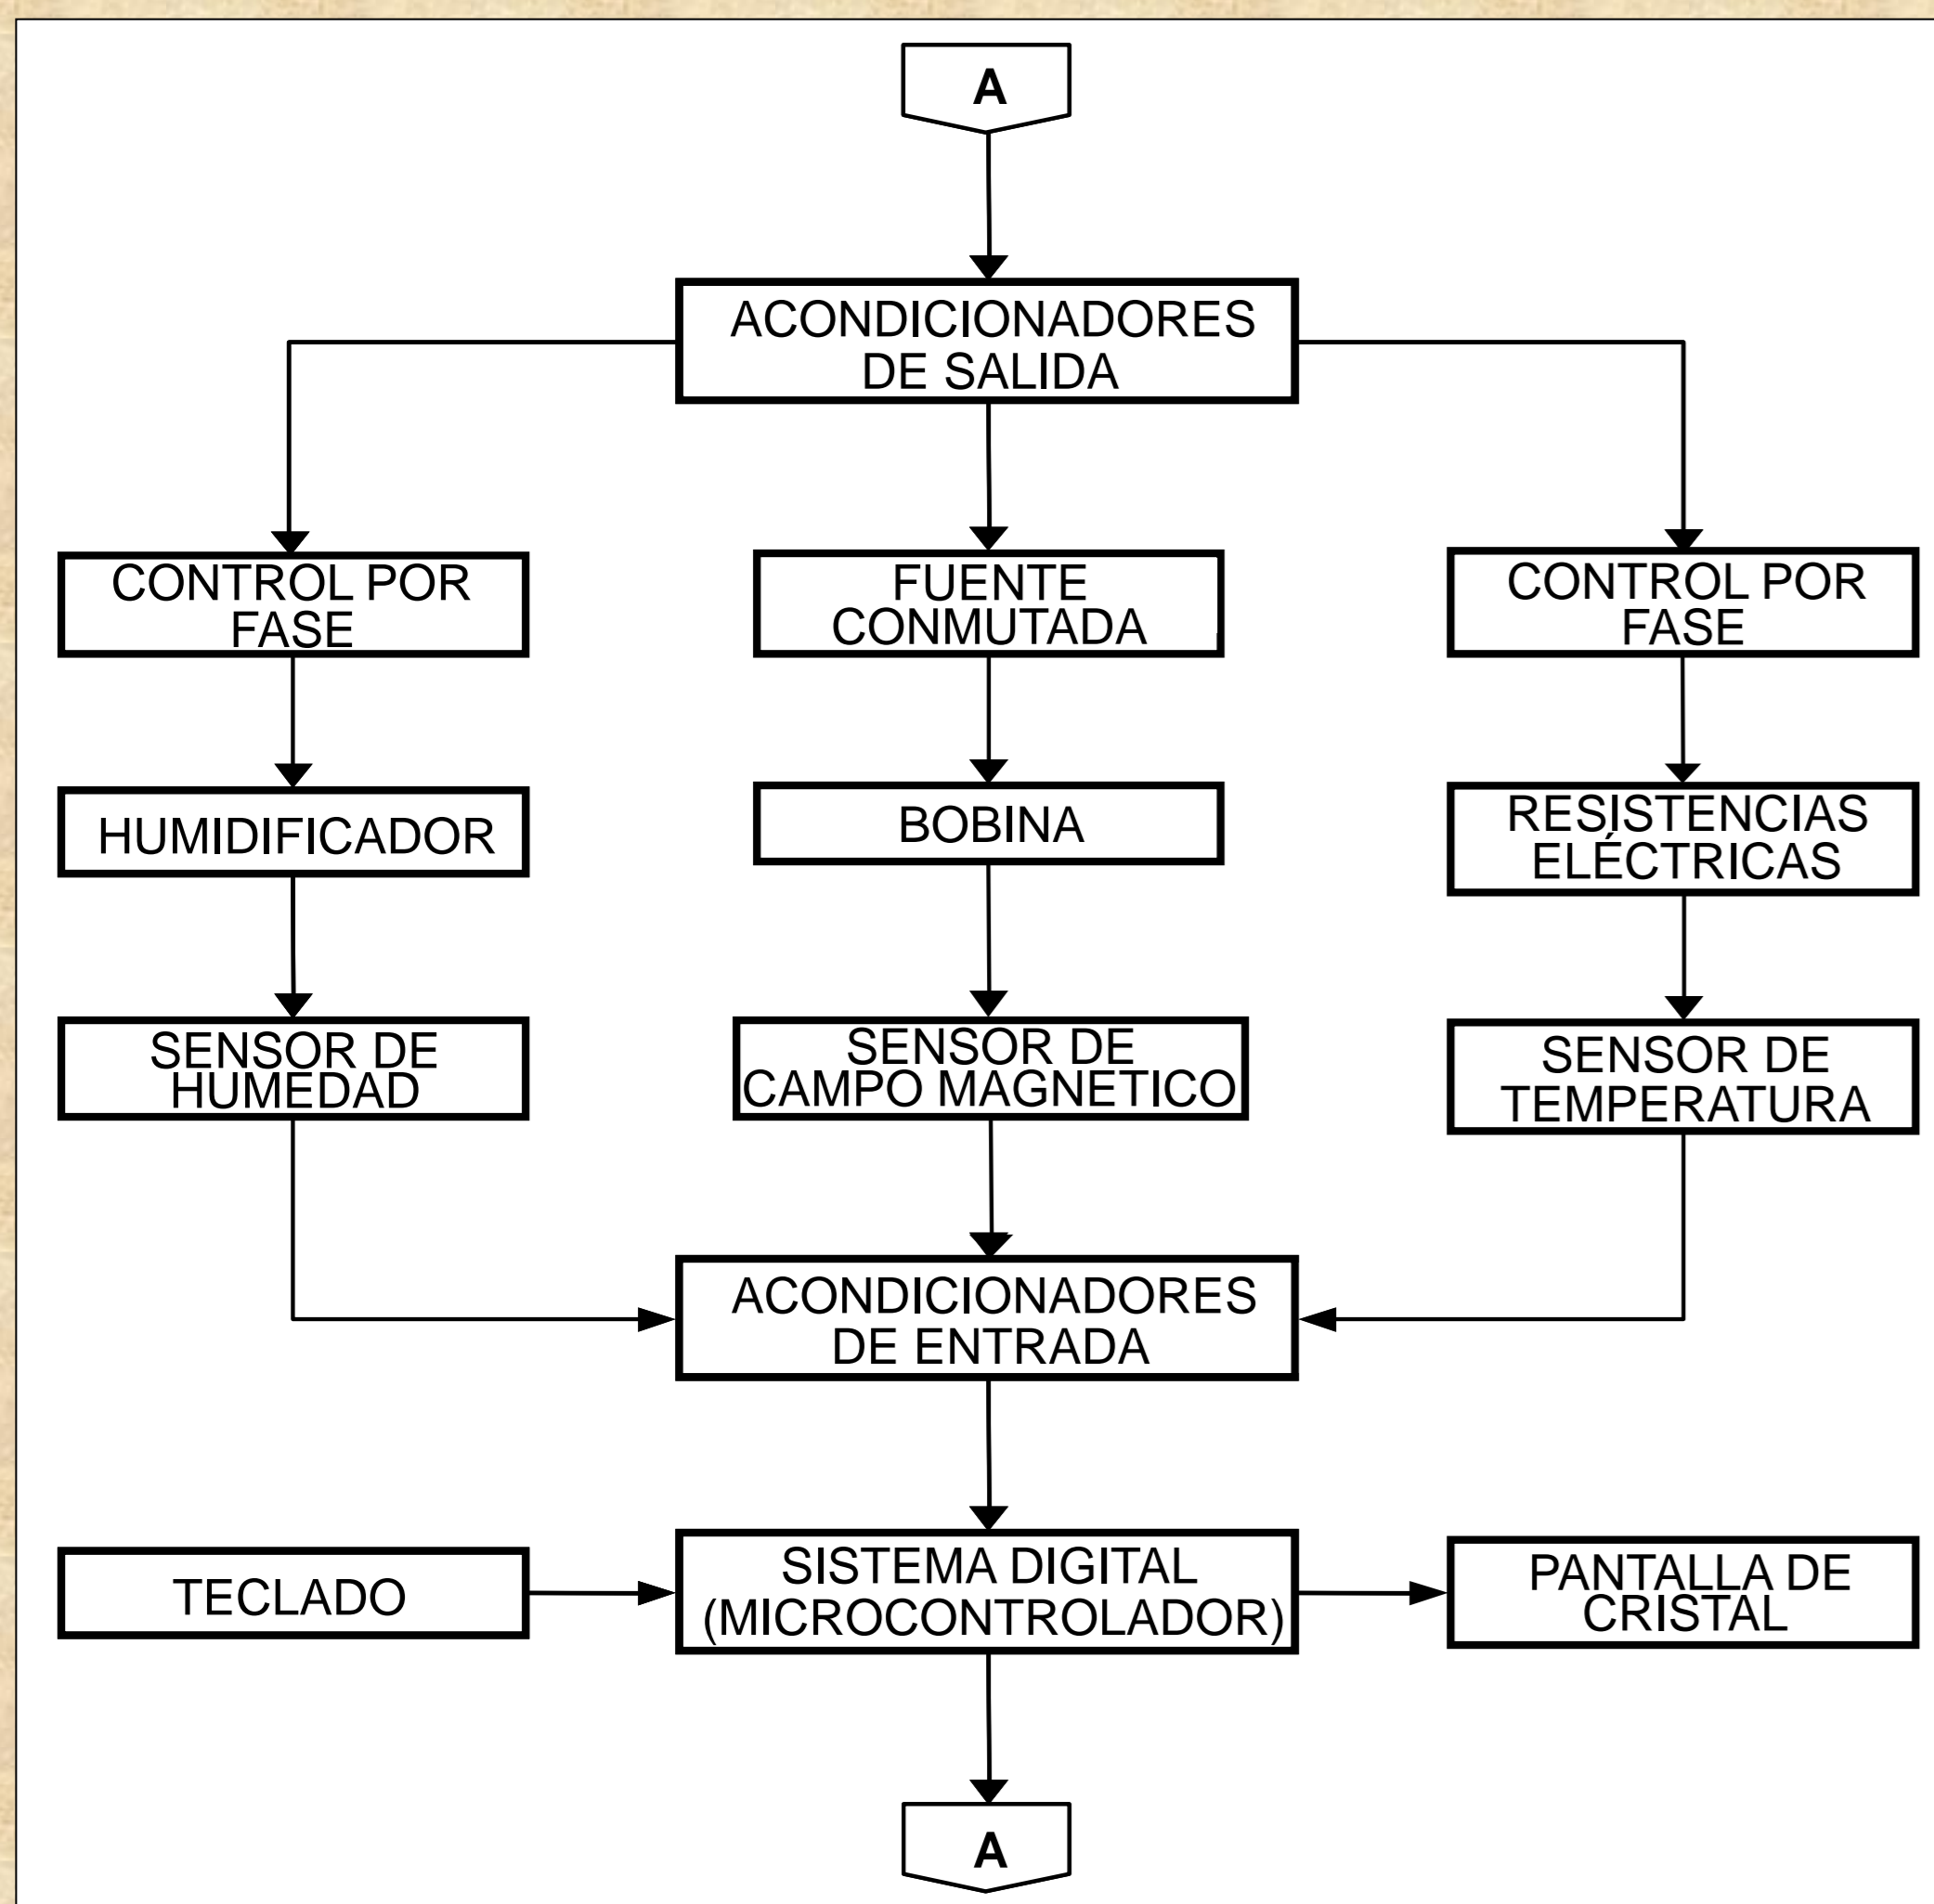 A
ACONDICIONADORES
DE SALIDA
CONTROL POR
FASE
FUENTE
CONMUTADA
CONTROL POR
FASE
HUMIDIFICADOR
BOBINA
RESISTENCIAS
ELÉCTRICAS
SENSOR DE
HUMEDAD
SENSOR DE
CAMPO MAGNETICO
SENSOR DE
TEMPERATURA
ACONDICIONADORES
DE ENTRADA
TECLADO
SISTEMA DIGITAL
(MICROCONTROLADOR)
PANTALLA DE
CRISTAL
A